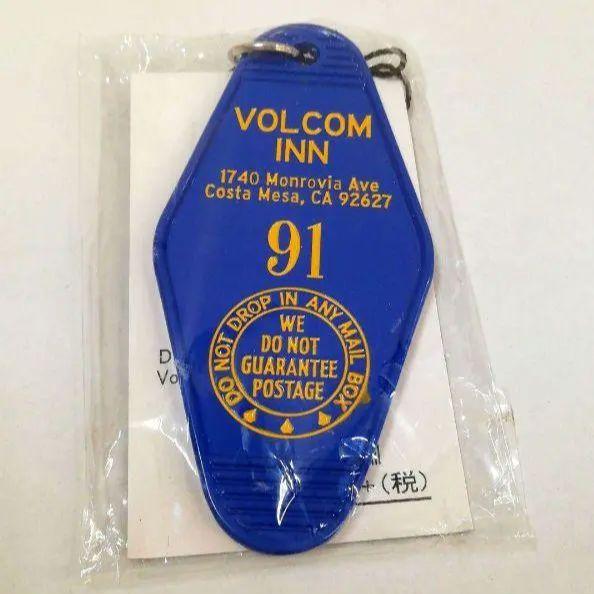 VOLCOM
INN
1740 Monrovia Ave
Costa Mesa, CA 92627
91
DO NOT DROP IN ANY MAIL BOX
WE
DO NOT
GUARANTEE
POSTAGE
+(税)